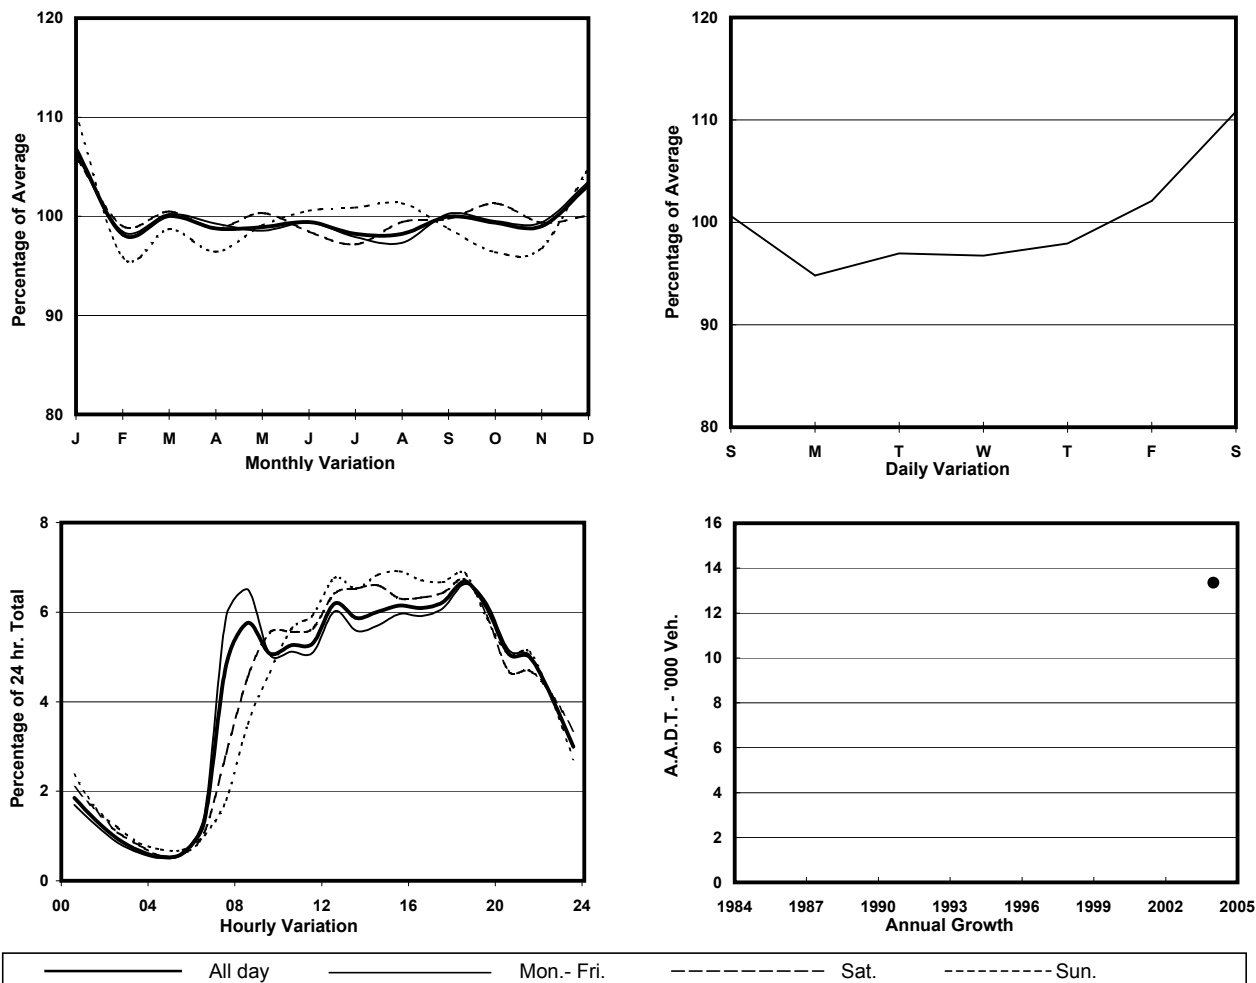 120
110
100
90
80
Percentage of Average
J F M A M J J A S O N D
Monthly Variation
120
110
100
90
80
Percentage of Average
S M T W T F S
Daily Variation
8
6
4
2
0
Percentage of 24 hr. Total
00 04 08 12 16 20 24
Hourly Variation
16
14
12
10
8
6
4
2
0
A.A.D.T. - '000 Veh.
1984 1987 1990 1993 1996 1999 2002 2005
Annual Growth
All day Mon.- Fri. Sat. Sun.